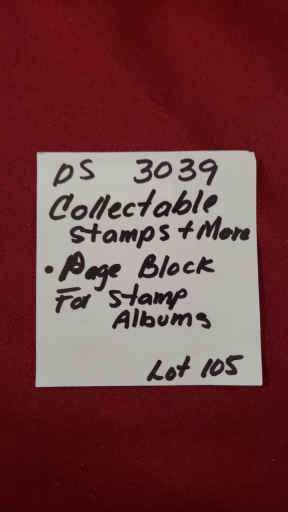 DS 3039
Collectable
Stamps + More
• Page Block
For Stamp
Albums
Lot 105